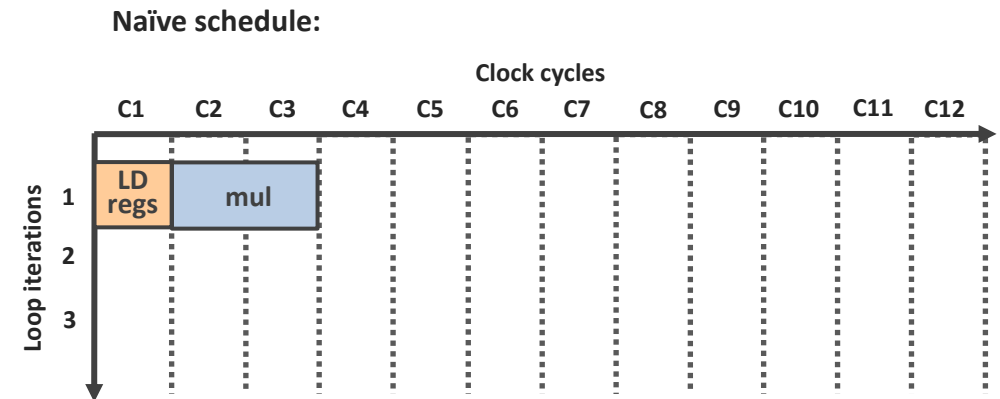 Naïve schedule:
Clock cycles
C1 C2 C3 C4 C5 C6 C7 C8 C9 C10 C11 C12
Loop iterations
1
LD
regs
mul
2
3